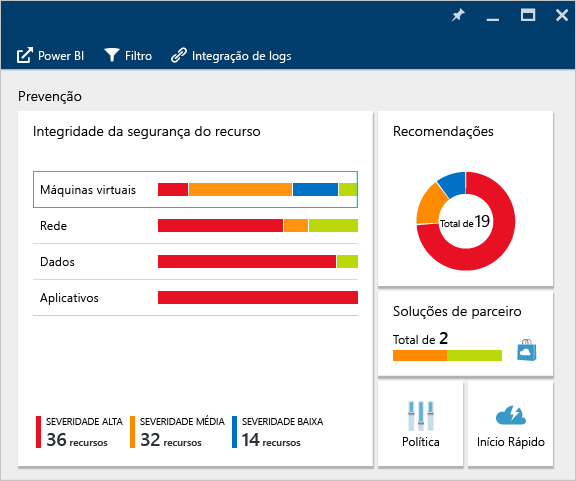 Power BI Filtro Integração de logs
Prevenção
Integridade da segurança do recurso
Máquinas virtuais
Rede
Dados
Aplicativos
SEVERIDADE ALTA
36 recursos
SEVERIDADE MÉDIA
32 recursos
SEVERIDADE BAIXA
14 recursos
Recomendações
Total de 19
Soluções de parceiro
Total de 2
Política
Início Rápido